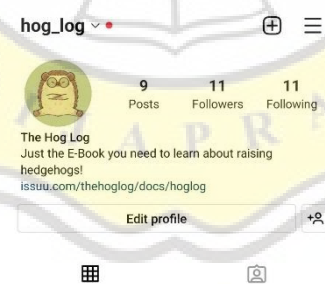 hog_log
9 11 11
Posts Followers Following
The Hog Log
Just the E-Book you need to learn about raising
hedgehogs!
issuu.com/thehoglog/docs/hoglog
Edit profile